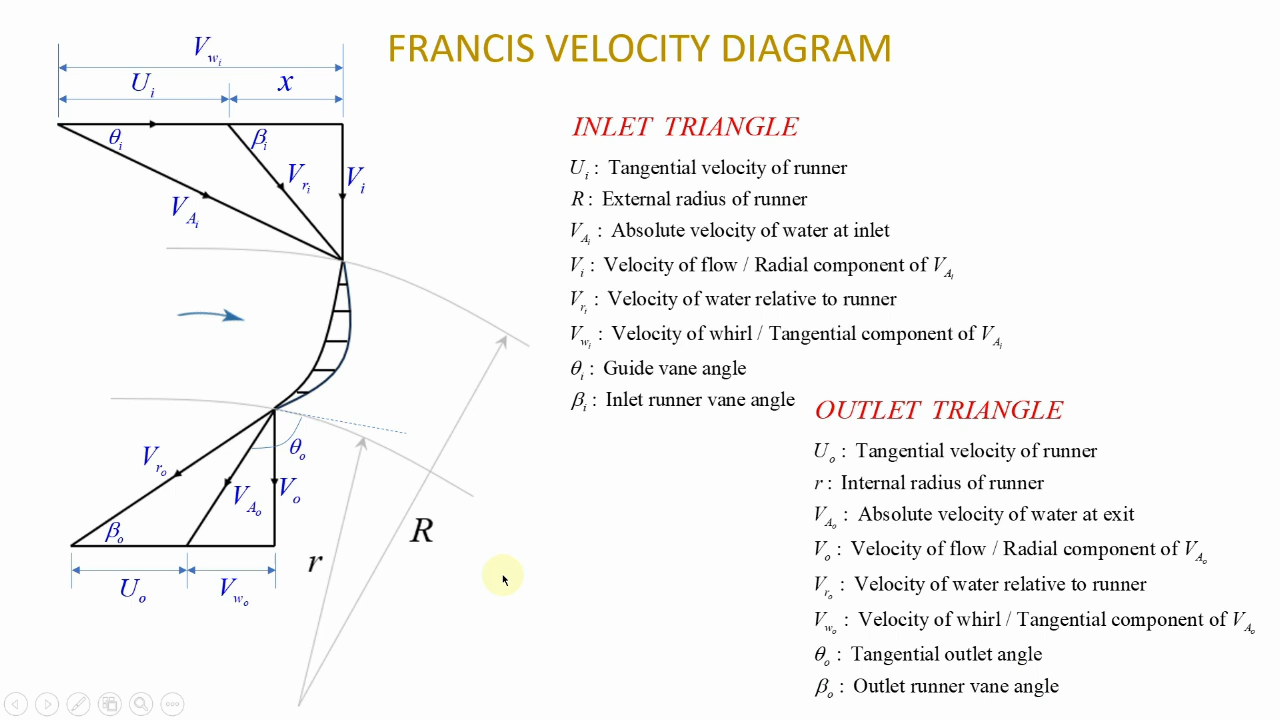 FRANCIS VELOCITY DIAGRAM
V_{w_i}
U_i x
θ_i β_i
V_{r_i} V_i
V_{A_i}
INLET TRIANGLE
U_i : Tangential velocity of runner
R : External radius of runner
V_{A_i} : Absolute velocity of water at inlet
V_i : Velocity of flow / Radial component of V_{A_i}
V_{r_i} : Velocity of water relative to runner
V_{w_i} : Velocity of whirl / Tangential component of V_{A_i}
θ_i : Guide vane angle
β_i : Inlet runner vane angle
θ_o
V_{r_o}
V_{A_o} V_o
β_o
U_o V_{w_o}
r
R
OUTLET TRIANGLE
U_o : Tangential velocity of runner
r : Internal radius of runner
V_{A_o} : Absolute velocity of water at exit
V_o : Velocity of flow / Radial component of V_{A_o}
V_{r_o} : Velocity of water relative to runner
V_{w_o} : Velocity of whirl / Tangential component of V_{A_o}
θ_o : Tangential outlet angle
β_o : Outlet runner vane angle